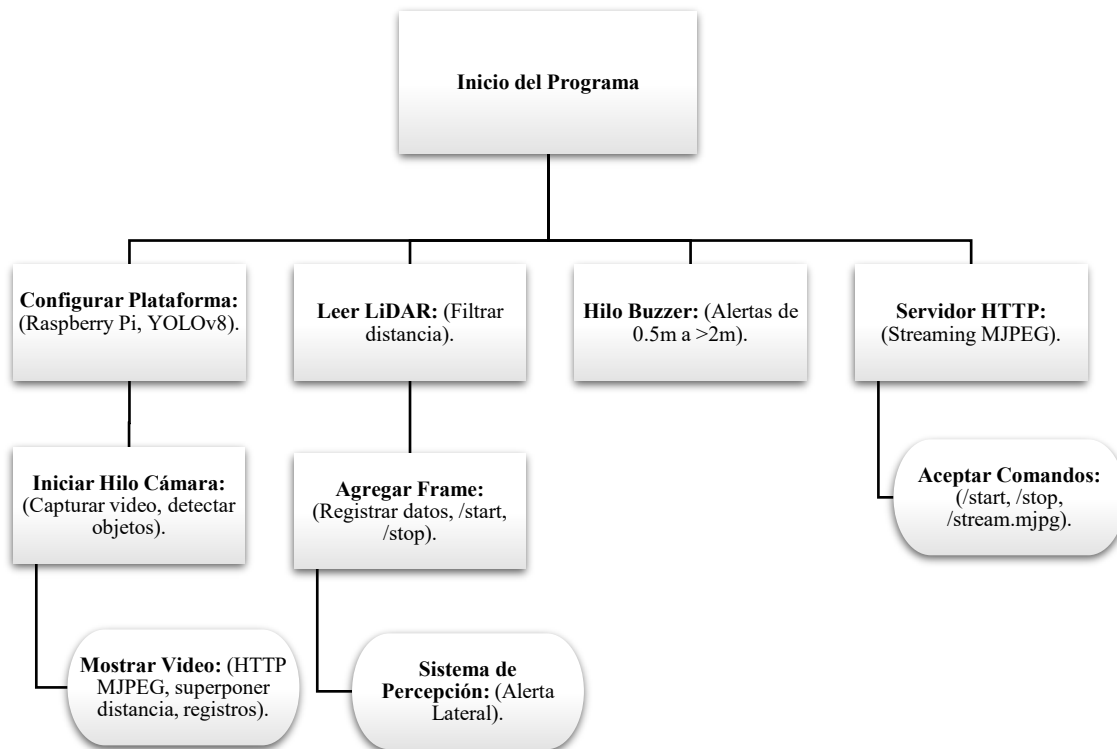 Inicio del Programa
Configurar Plataforma:
(Raspberry Pi, YOLOv8).
Leer LiDAR: (Filtrar
distancia).
Hilo Buzzer: (Alertas de
0.5m a >2m).
Servidor HTTP:
(Streaming MJPEG).
Iniciar Hilo Cámara:
(Capturar video, detectar
objetos).
Agregar Frame:
(Registrar datos, /start,
/stop).
Aceptar Comandos:
(/start, /stop,
/stream.mjpg).
Mostrar Video: (HTTP
MJPEG, superponer
distancia, registros).
Sistema de
Percepción: (Alerta
Lateral).